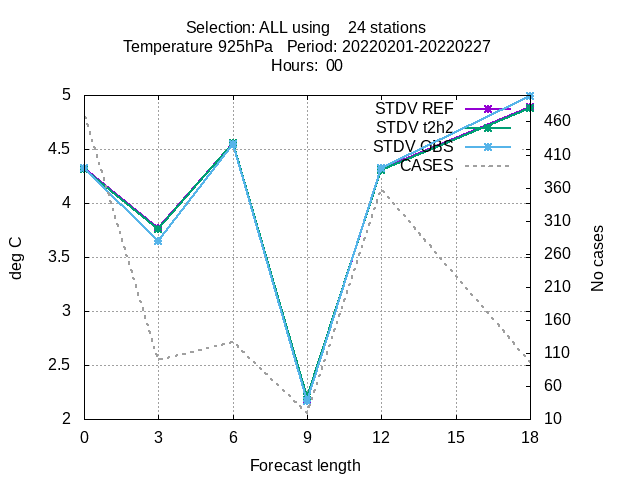 Selection: ALL using 24 stations
Temperature 925hPa Period: 20220201-20220227
Hours: 00
STDV REF
STDV t2h2
STDV OBS
CASES
5
4.5
4
3.5
3
2.5
2
460
410
360
310
260
210
160
110
60
10
deg C
No cases
0 3 6 9 12 15 18
Forecast length